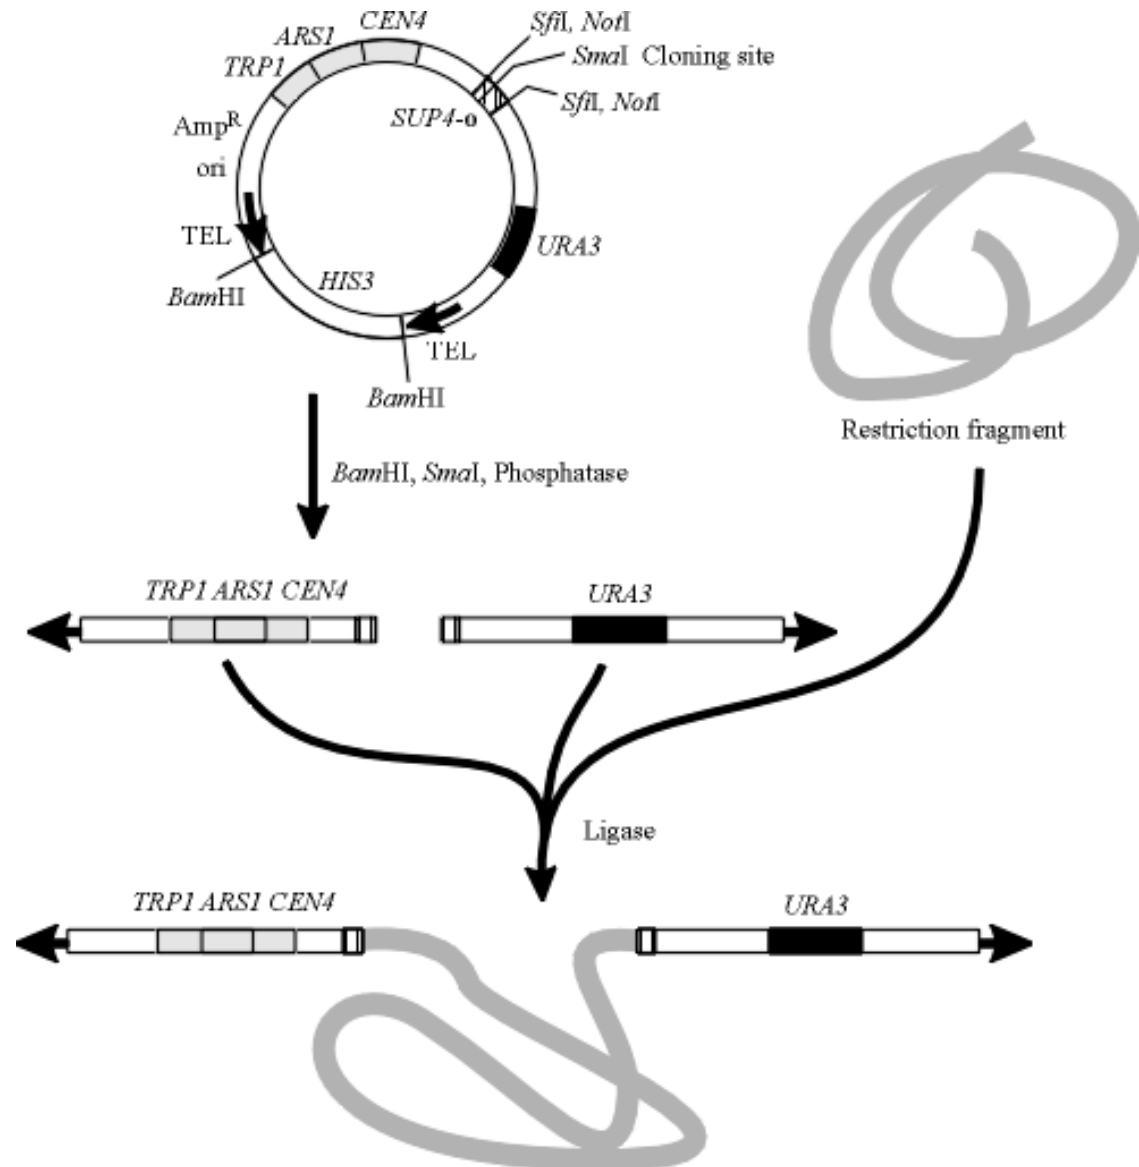 CEN4
SfiI, NotI
ARS1
SmaI Cloning site
TRP1
SfiI, NotI
SUP4-o
AmpR
ori
TEL
URA3
HIS3
BamHI
TEL
BamHI
Restriction fragment
BamHI, SmaI, Phosphatase
TRP1 ARS1 CEN4
URA3
Ligase
TRP1 ARS1 CEN4
URA3